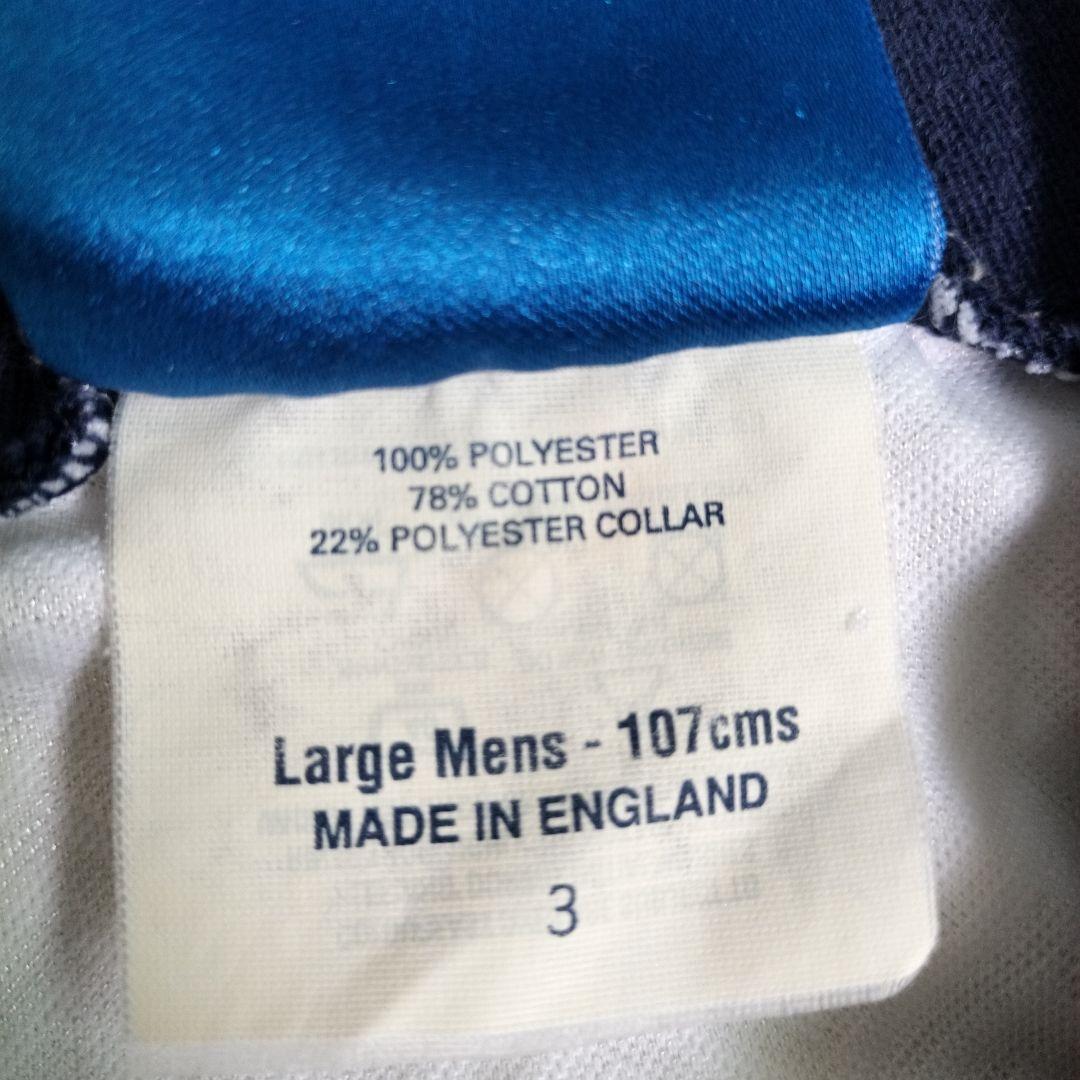 100% POLYESTER
78% COTTON
22% POLYESTER COLLAR
Large Mens - 107cms
MADE IN ENGLAND
3